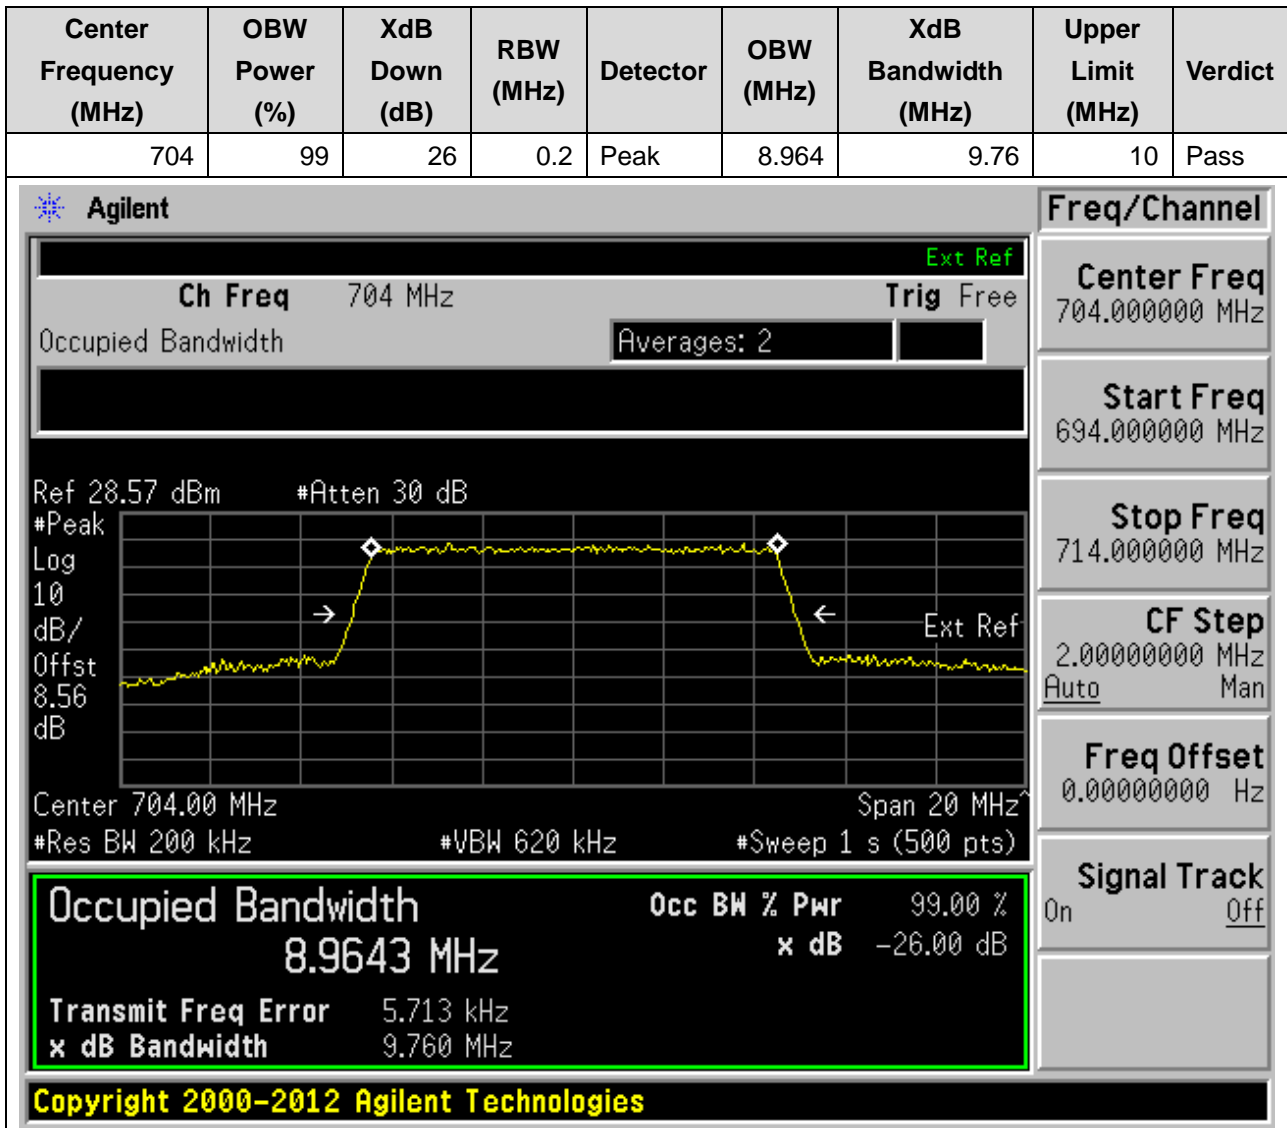 Center Frequency (MHz) OBW Power (%) XdB Down (dB) RBW (MHz) Detector OBW (MHz) XdB Bandwidth (MHz) Upper Limit (MHz) Verdict
704 99 26 0.2 Peak 8.964 9.76 10 Pass
Agilent
Freq/Channel
Ext Ref
Ch Freq 704 MHz Trig Free
Occupied Bandwidth Averages: 2
Ref 28.57 dBm #Atten 30 dB
#Peak
Log
10
dB/
Offst
8.56
dB
Ext Ref
Center 704.00 MHz Span 20 MHz^
#Res BW 200 kHz #VBW 620 kHz #Sweep 1 s (500 pts)
Occupied Bandwidth
8.9643 MHz
Occ BW % Pwr 99.00 %
x dB -26.00 dB
Transmit Freq Error 5.713 kHz
x dB Bandwidth 9.760 MHz
Center Freq
704.000000 MHz
Start Freq
694.000000 MHz
Stop Freq
714.000000 MHz
CF Step
2.00000000 MHz
Auto Man
Freq Offset
0.00000000 Hz
Signal Track
On Off
Copyright 2000-2012 Agilent Technologies